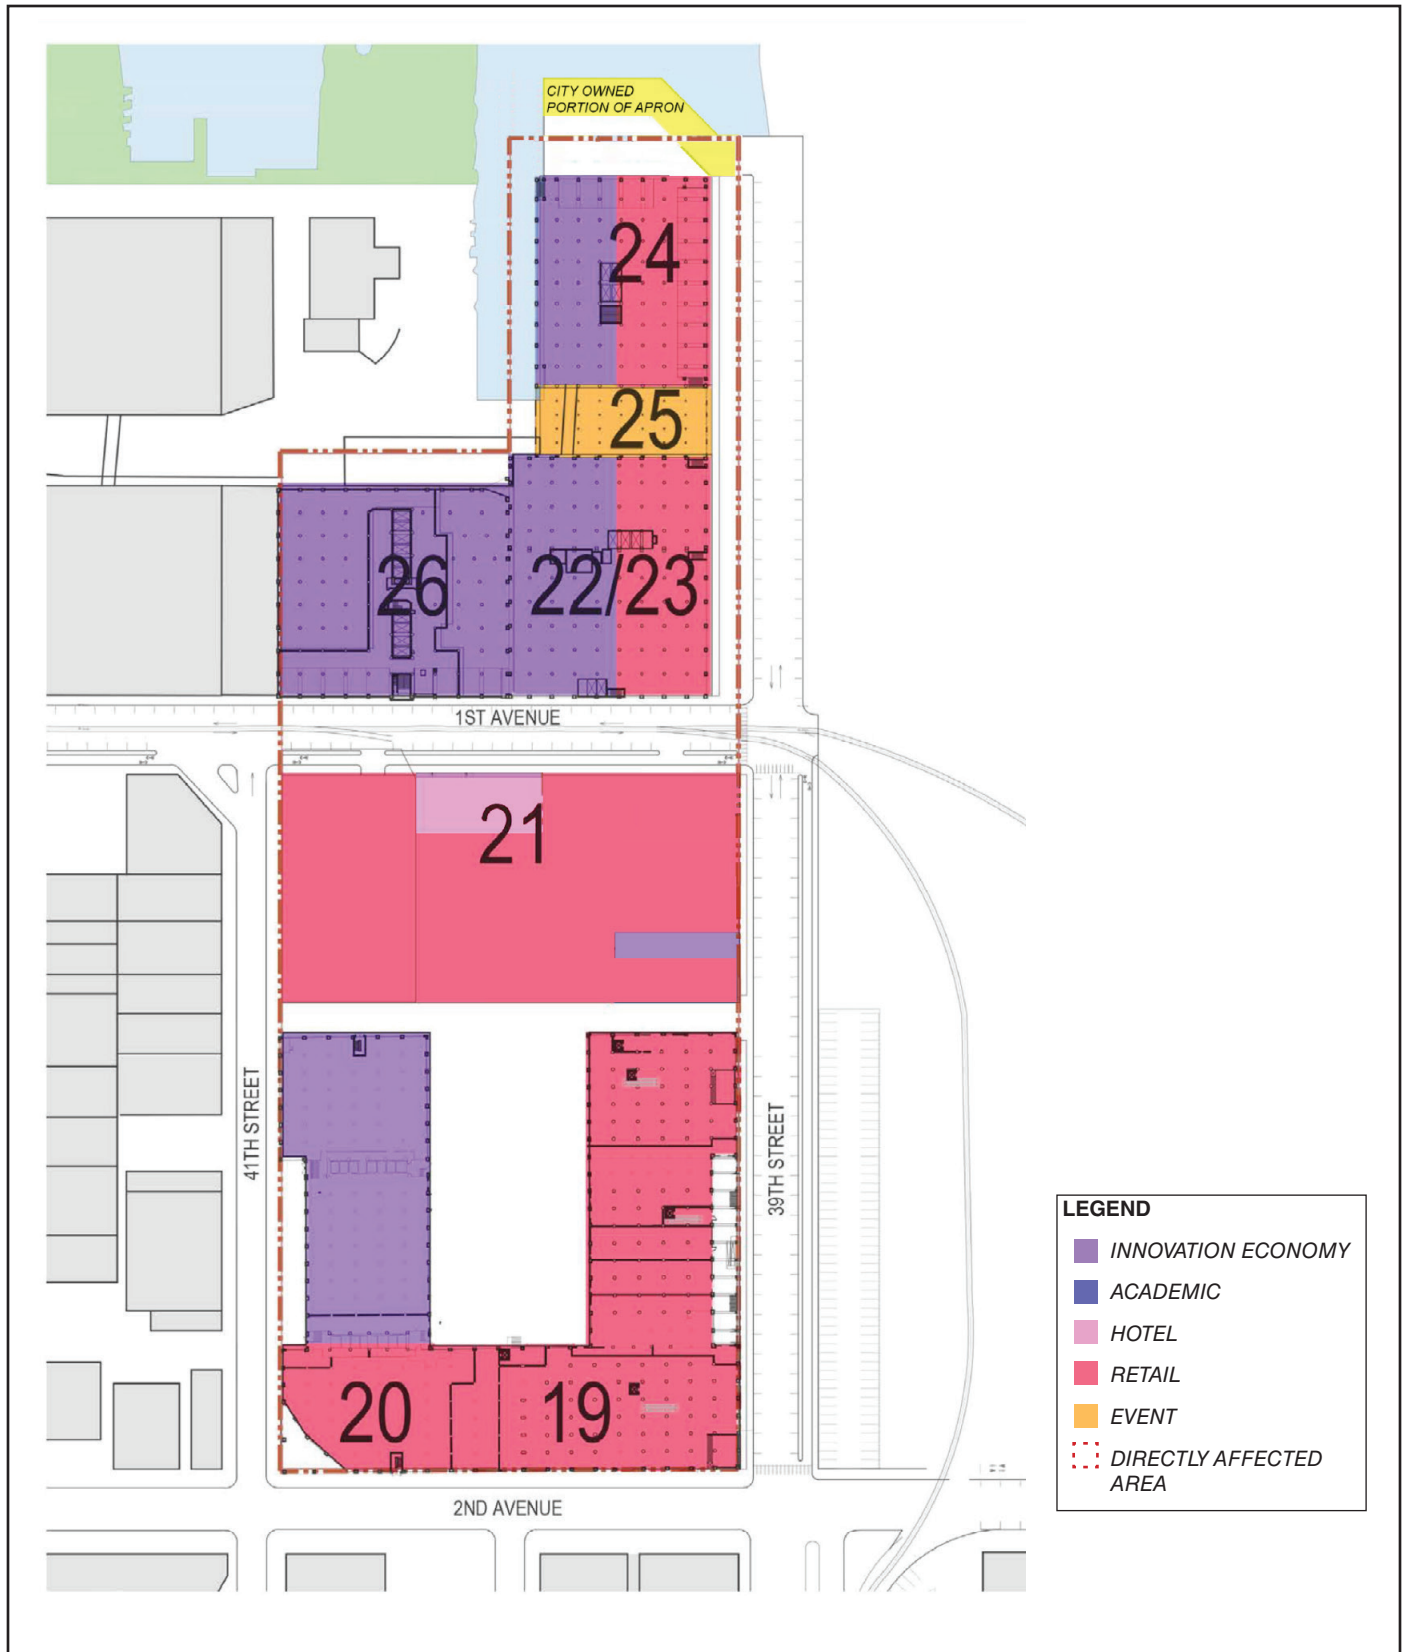 CITY OWNED
PORTION OF APRON
24
25
26
22/23
1ST AVENUE
21
41TH STREET
39TH STREET
20
19
2ND AVENUE
LEGEND
INNOVATION ECONOMY
ACADEMIC
HOTEL
RETAIL
EVENT
DIRECTLY AFFECTED
AREA